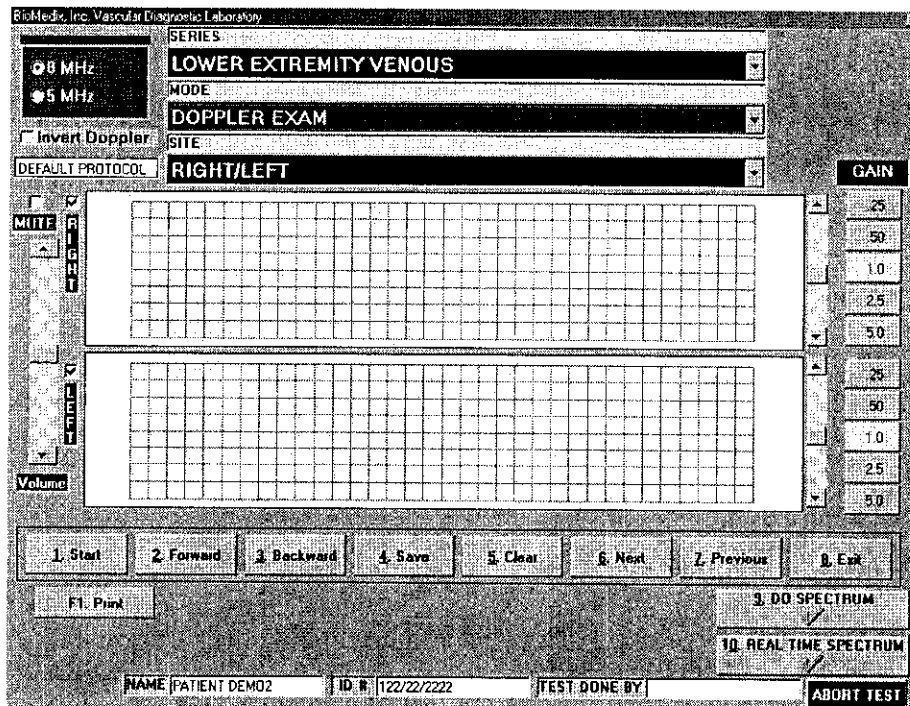 BioMedix, Inc. Vascular Diagnostic Laboratory
8 MHz
5 MHz
Invert Doppler
DEFAULT PROTOCOL
SERIES
LOWER EXTREMITY VENOUS
MODE
DOPPLER EXAM
SITE
RIGHT/LEFT
GAIN
MUTE
RIGHT
.25
.50
1.0
2.5
5.0
LEFT
.25
.50
1.0
2.5
5.0
Volume
1. Start
2. Forward
3. Backward
4. Save
5. Clear
6. Next
7. Previous
8. Exit
F1. Print
9. DO SPECTRUM
10. REAL TIME SPECTRUM
NAME PATIENT DEMO2 ID # 122/22/2222 TEST DONE BY
ABORT TEST